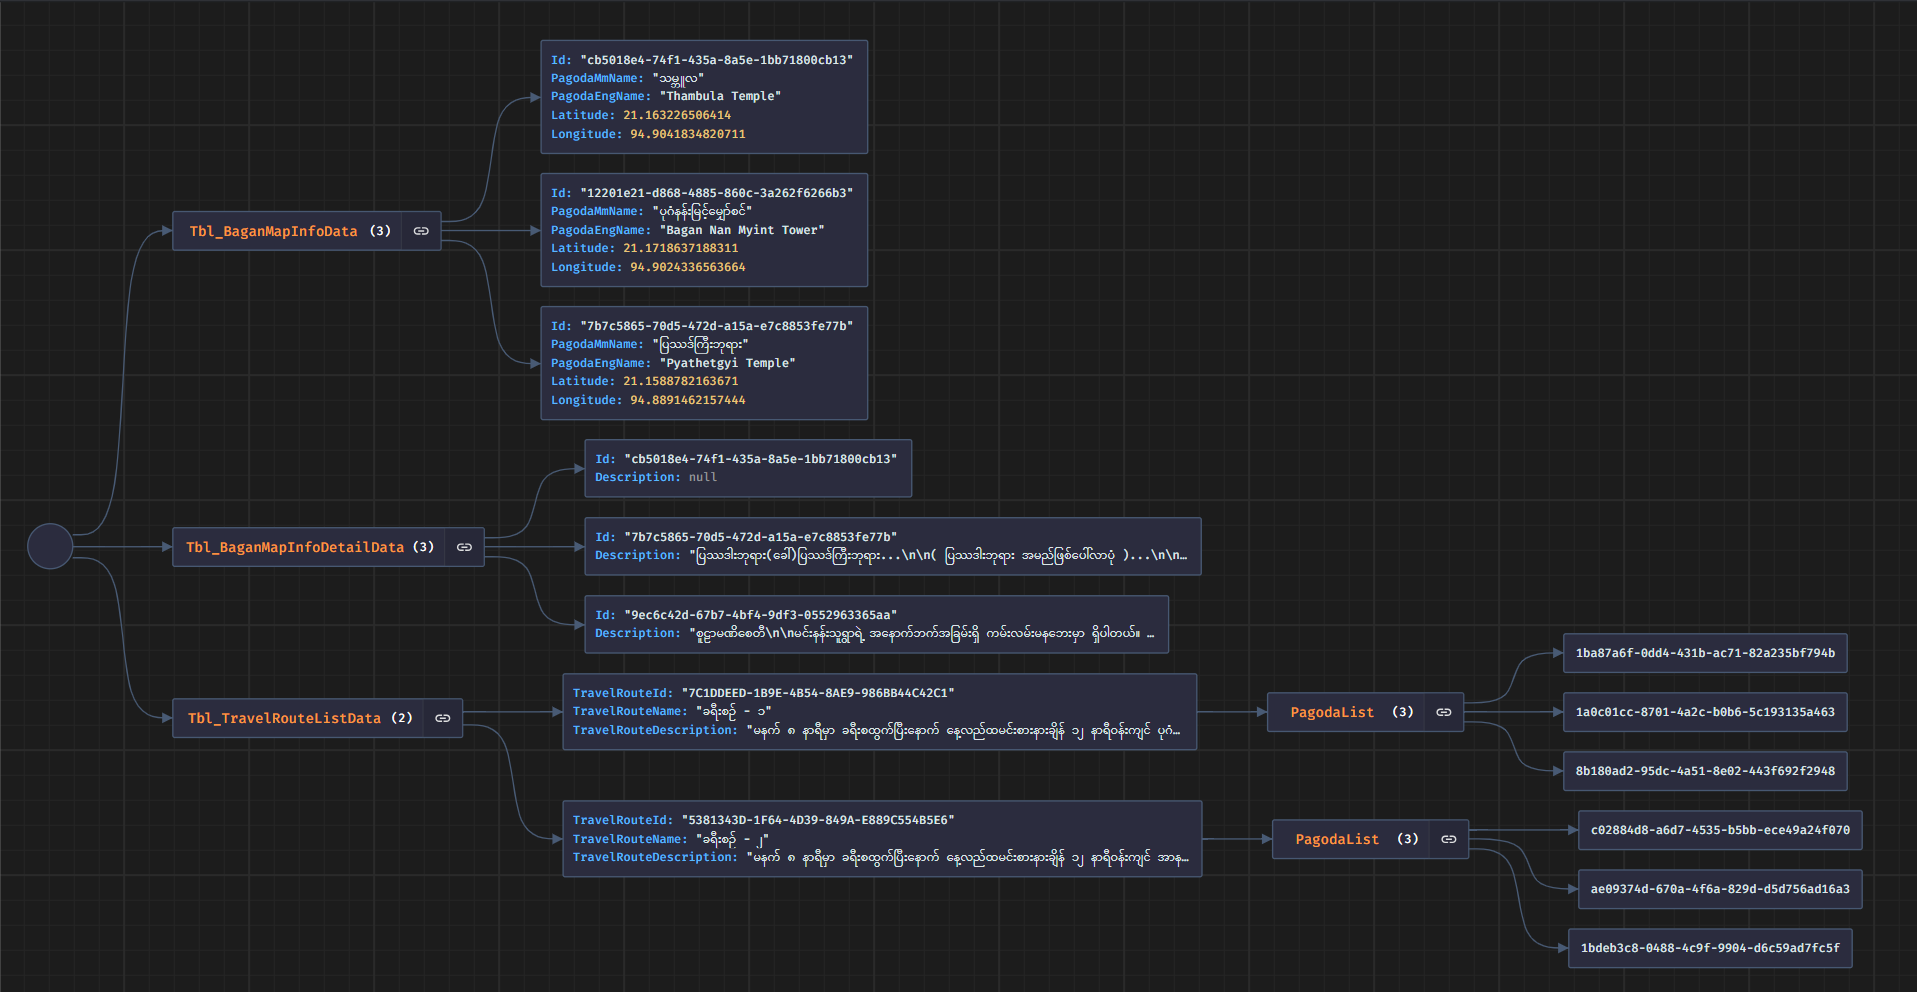 Id: "cb5018e4-74f1-435a-8a5e-1bb71800cb13"
PagodaMmName: "သမ္ဘူလ"
PagodaEngName: "Thambula Temple"
Latitude: 21.163226506414
Longitude: 94.9041834820711
Tbl_BaganMapInfoData (3)
Id: "12201e21-d868-4885-860c-3a262f6266b3"
PagodaMmName: "ပုဂံနန်းမြင့်မျှော်စင်"
PagodaEngName: "Bagan Nan Myint Tower"
Latitude: 21.1718637188311
Longitude: 94.9024336563664
Id: "7b7c5865-70d5-472d-a15a-e7c8853fe77b"
PagodaMmName: "ပြဿဒ်ကြီးဘုရား"
PagodaEngName: "Pyathetgyi Temple"
Latitude: 21.1588782163671
Longitude: 94.8891462157444
Id: "cb5018e4-74f1-435a-8a5e-1bb71800cb13"
Description: null
Tbl_BaganMapInfoDetailData (3)
Id: "7b7c5865-70d5-472d-a15a-e7c8853fe77b"
Description: "ပြဿဒါးဘုရား(ခေါ်)ပြဿဒ်ကြီးဘုရား...\n\n( ပြဿဒါးဘုရား အမည်ဖြစ်ပေါ်လာပုံ )...\n\n…
Id: "9ec6c42d-67b7-4bf4-9df3-0552963365aa"
Description: "စူဠာမဏိစေတီ\n\nမင်းနန်းသူရွာရဲ့ အနောက်ဘက်အခြမ်းရှိ ကမ်းလမ်းမနဘေးမှာ ရှိပါတယ်။ …
Tbl_TravelRouteListData (2)
TravelRouteId: "7C1DDEED-1B9E-4B54-8AE9-986BB44C42C1"
TravelRouteName: "ခရီးစဉ် - ၁"
TravelRouteDescription: "မနက် ၈ နာရီမှာ ခရီးစထွက်ပြီးနောက် နေ့လည်ထမင်းစားနားချိန် ၁၂ နာရီဝန်းကျင် ပုဂံ…
PagodaList (3)
1ba87a6f-0dd4-431b-ac71-82a235bf794b
1a0c01cc-8701-4a2c-b0b6-5c193135a463
8b180ad2-95dc-4a51-8e02-443f692f2948
TravelRouteId: "5381343D-1F64-4D39-849A-E889C554B5E6"
TravelRouteName: "ခရီးစဉ် - ၂"
TravelRouteDescription: "မနက် ၈ နာရီမှာ ခရီးစထွက်ပြီးနောက် နေ့လည်ထမင်းစားနားချိန် ၁၂ နာရီဝန်းကျင် အာန…
PagodaList (3)
c02884d8-a6d7-4535-b5bb-ece49a24f070
ae09374d-670a-4f6a-829d-d5d756ad16a3
1bdeb3c8-0488-4c9f-9904-d6c59ad7fc5f